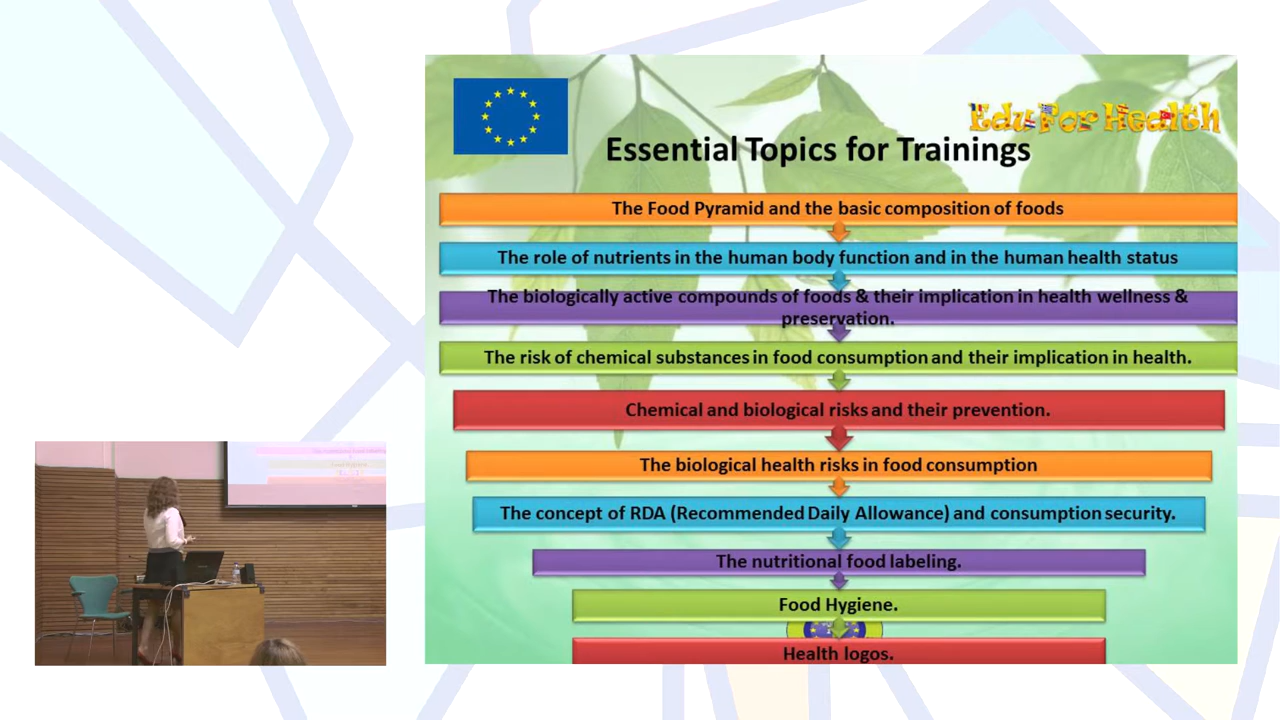 Edu For Health
Essential Topics for Trainings
The Food Pyramid and the basic composition of foods
The role of nutrients in the human body function and in the human health status
The biologically active compounds of foods & their implication in health wellness &
preservation.
The risk of chemical substances in food consumption and their implication in health.
Chemical and biological risks and their prevention.
The biological health risks in food consumption
The concept of RDA (Recommended Daily Allowance) and consumption security.
The nutritional food labeling.
Food Hygiene.
Health logos.